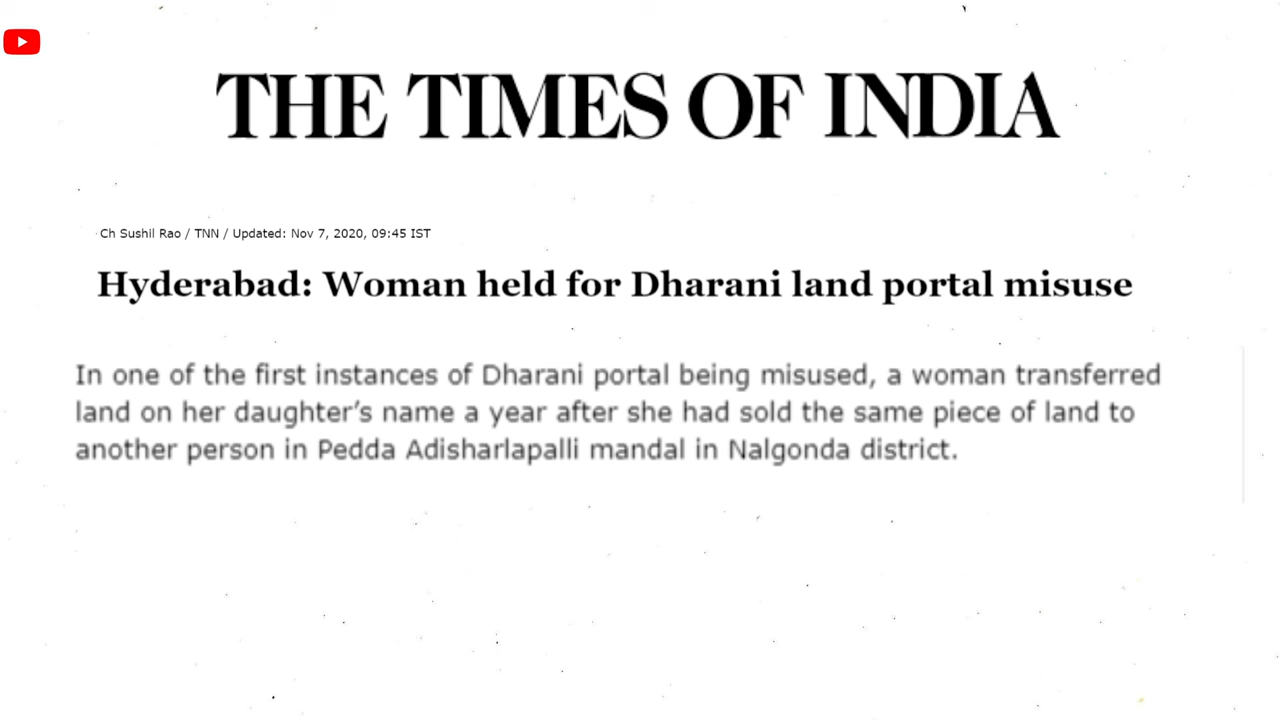 THE TIMES OF INDIA
Ch Sushil Rao / TNN / Updated: Nov 7, 2020, 09:45 IST
Hyderabad: Woman held for Dharani land portal misuse
In one of the first instances of Dharani portal being misused, a woman transferred
land on her daughter’s name a year after she had sold the same piece of land to
another person in Pedda Adisharlapalli mandal in Nalgonda district.